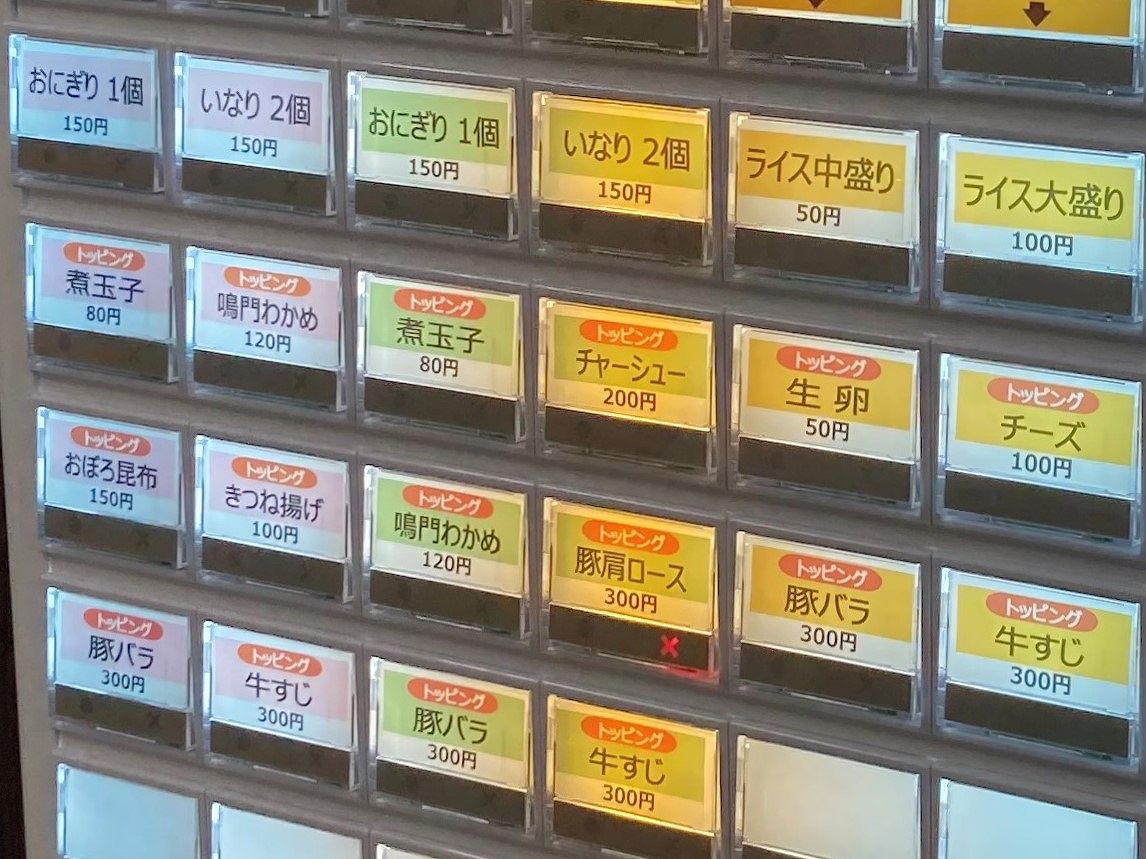 おにぎり 1個
150円
いなり 2個
150円
おにぎり 1個
150円
いなり 2個
150円
ライス中盛り
50円
ライス大盛り
100円
トッピング
煮玉子
80円
トッピング
鳴門わかめ
120円
トッピング
煮玉子
80円
トッピング
チャーシュー
200円
トッピング
生 卵
50円
トッピング
チーズ
100円
トッピング
おぼろ昆布
150円
トッピング
きつね揚げ
100円
トッピング
鳴門わかめ
120円
トッピング
豚肩ロース
300円
トッピング
豚バラ
300円
トッピング
牛すじ
300円
トッピング
豚バラ
300円
トッピング
牛すじ
300円
トッピング
豚バラ
300円
トッピング
牛すじ
300円